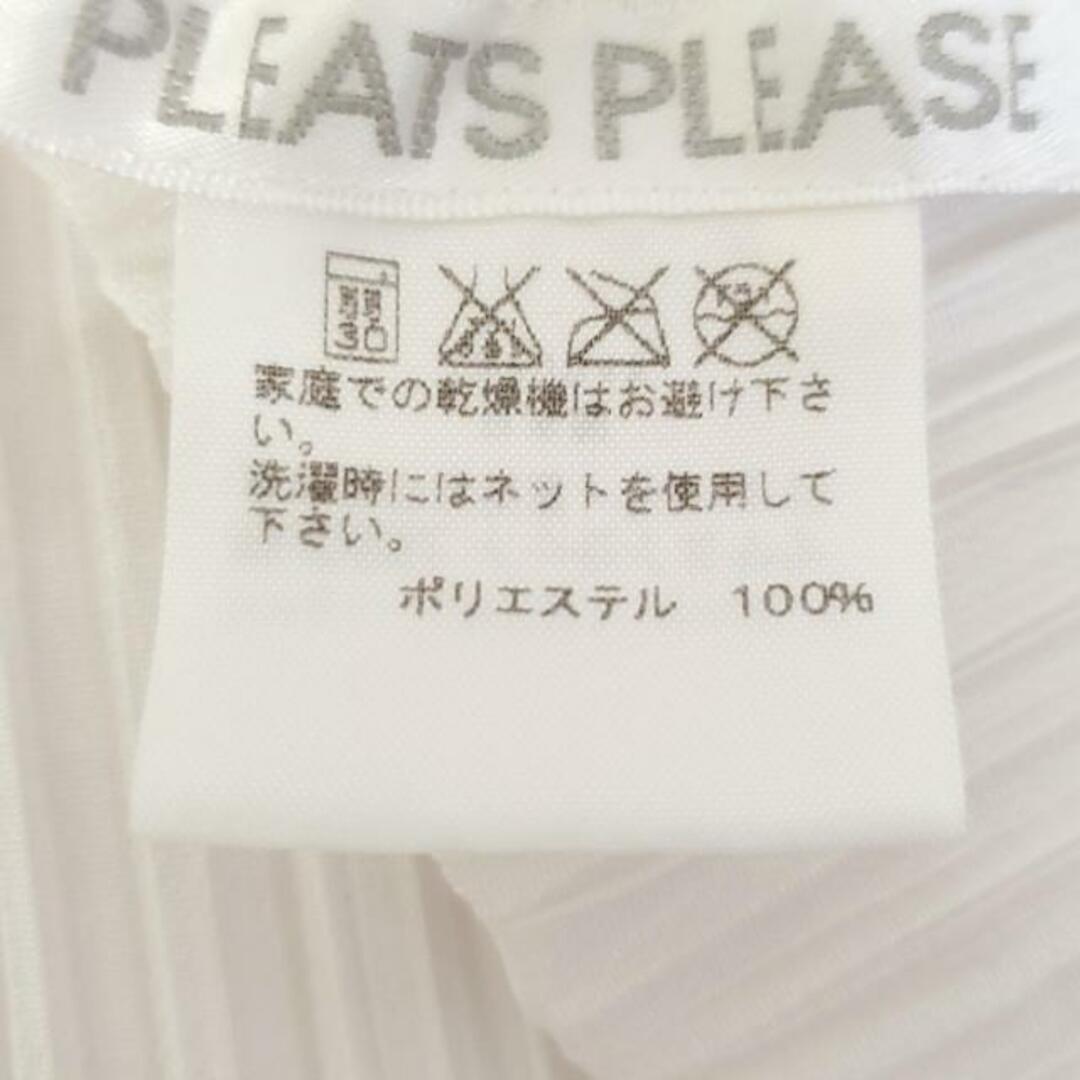 PLEATS PLEASE
弱
30
家庭での乾燥機はお避け下さ
い。
洗濯時にはネットを使用して
下さい。
ポリエステル 100%